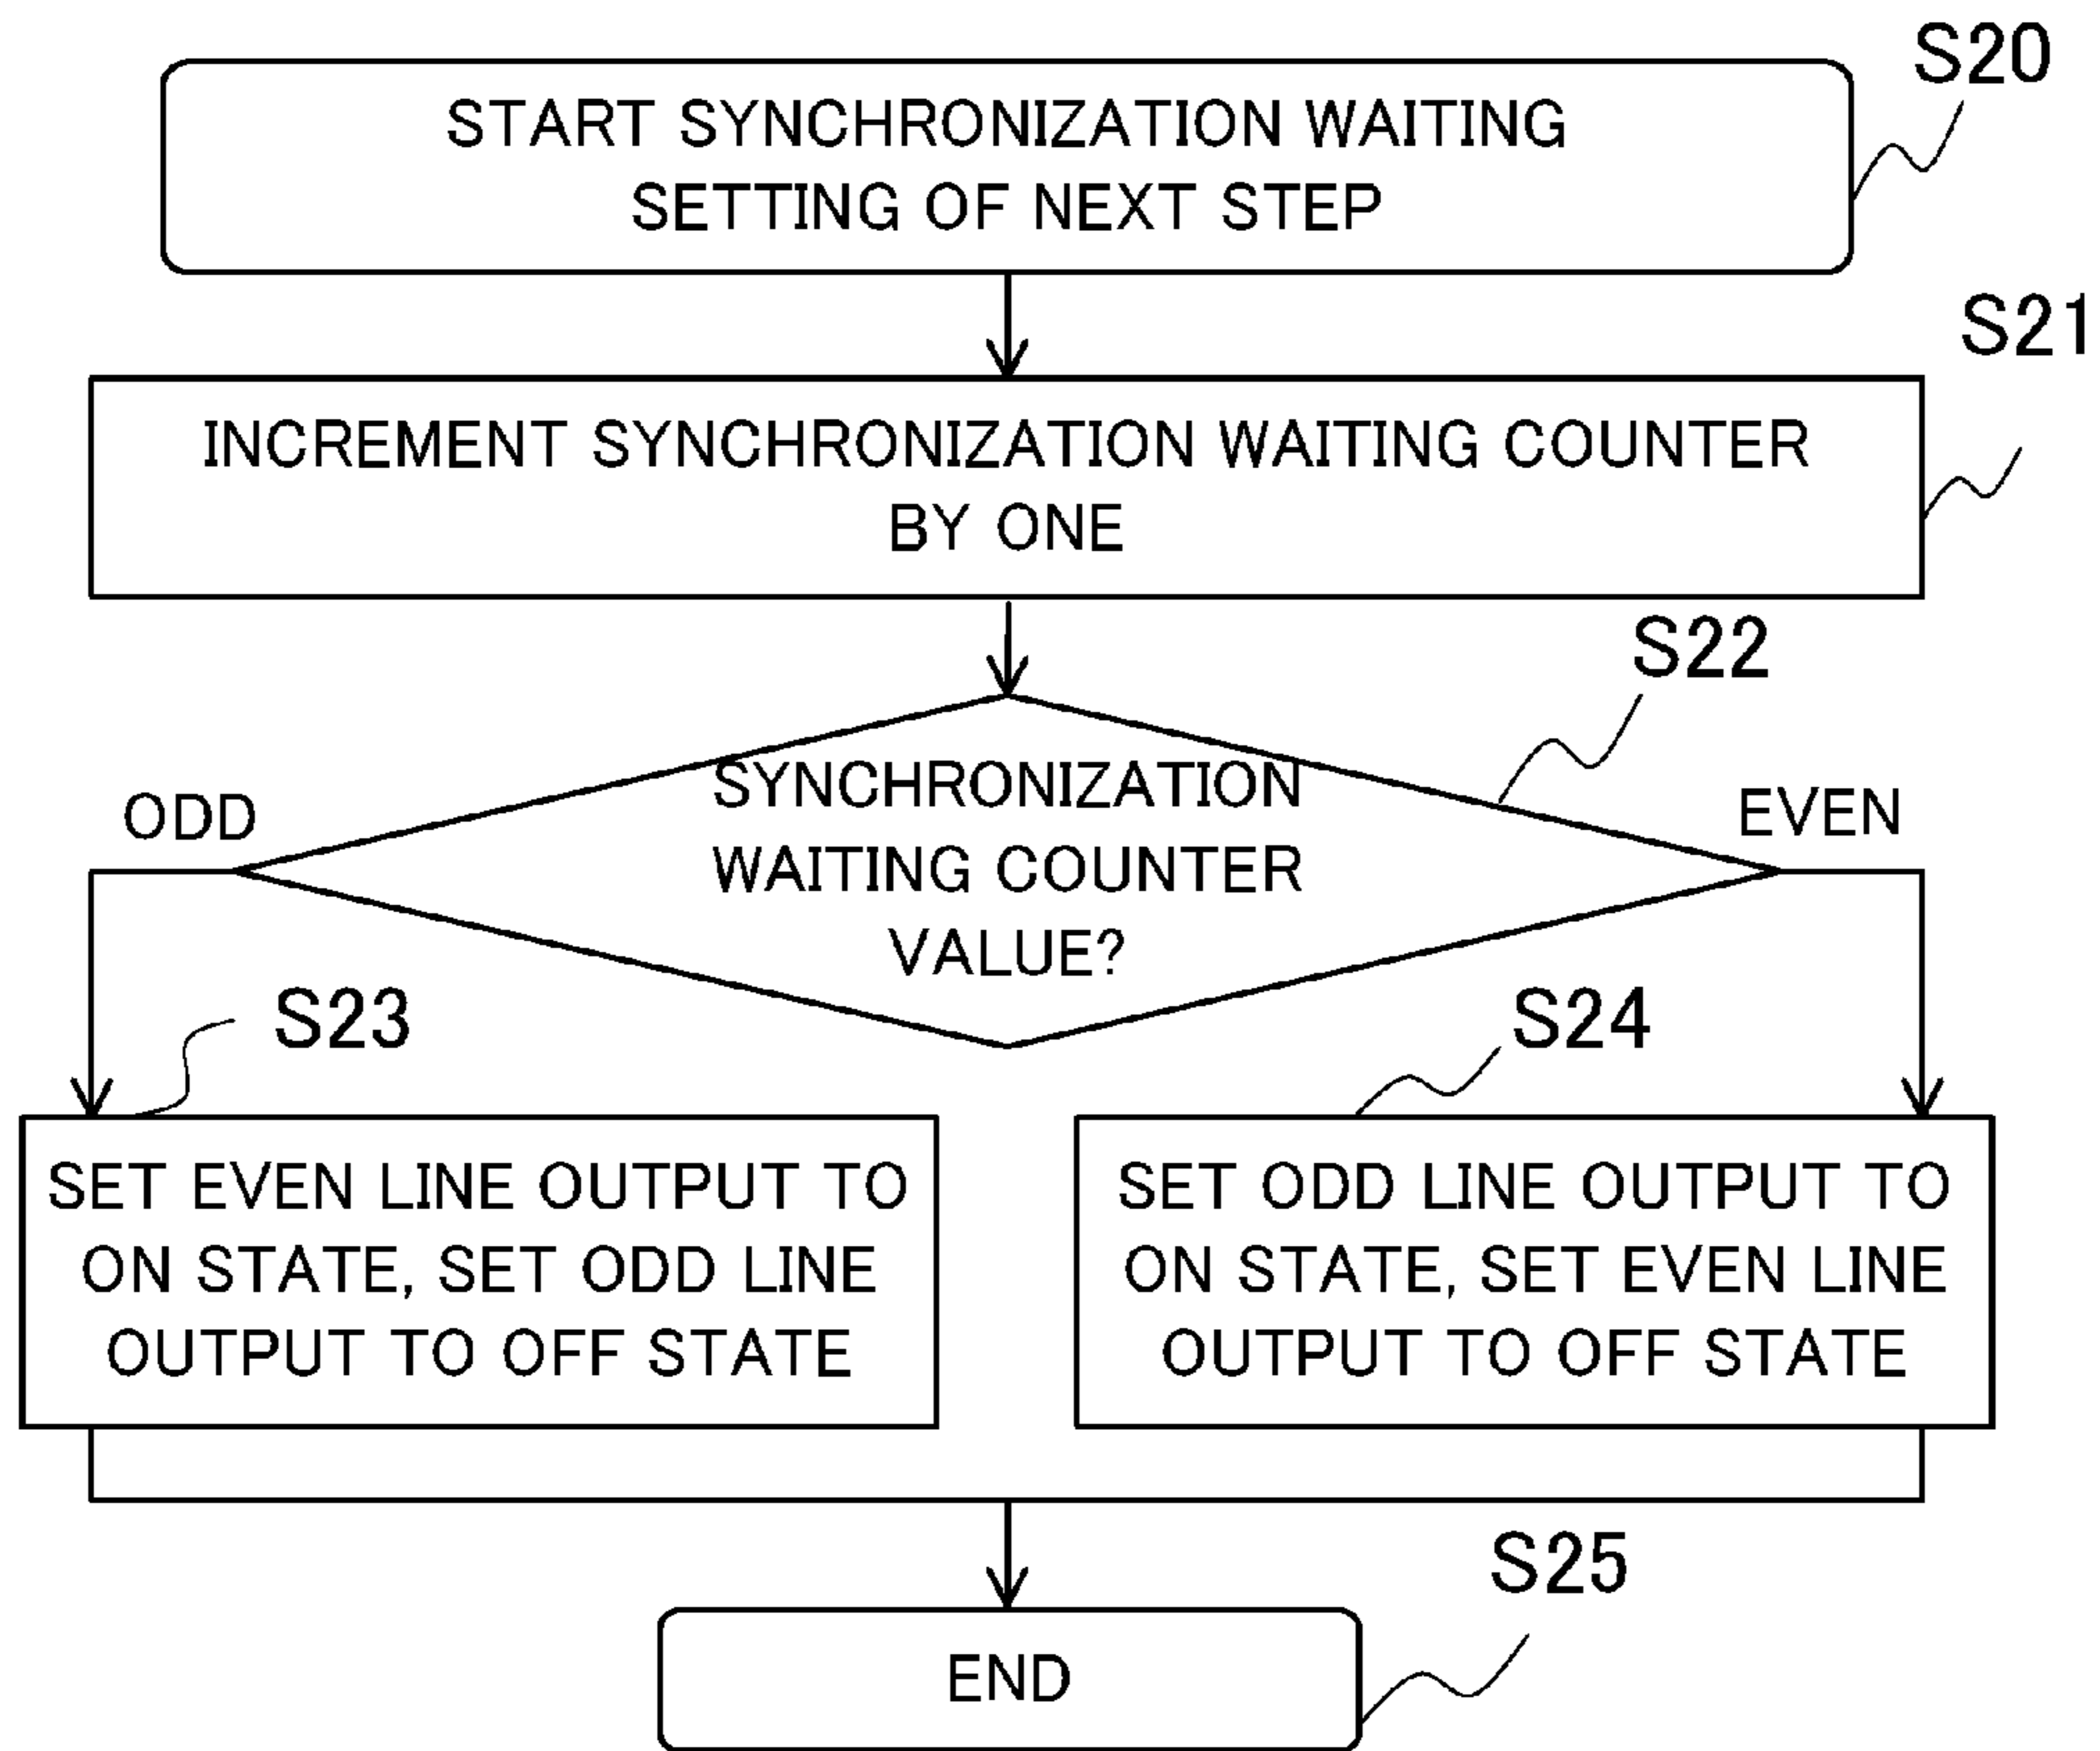 S20
START SYNCHRONIZATION WAITING
SETTING OF NEXT STEP
S21
INCREMENT SYNCHRONIZATION WAITING COUNTER
BY ONE
S22
SYNCHRONIZATION
WAITING COUNTER
VALUE?
ODD
EVEN
S23
SET EVEN LINE OUTPUT TO
ON STATE, SET ODD LINE
OUTPUT TO OFF STATE
S24
SET ODD LINE OUTPUT TO
ON STATE, SET EVEN LINE
OUTPUT TO OFF STATE
S25
END